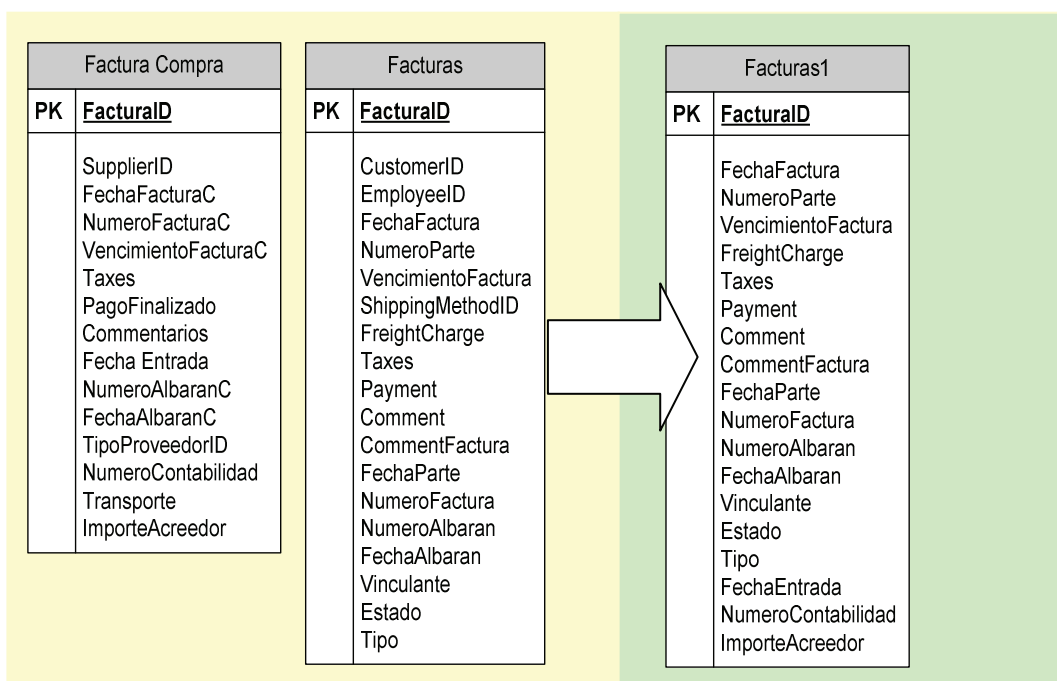 Factura Compra
PK FacturaID
SupplierID
FechaFacturaC
NumeroFacturaC
VencimientoFacturaC
Taxes
PagoFinalizado
Commentarios
Fecha Entrada
NumeroAlbaranC
FechaAlbaranC
TipoProveedorID
NumeroContabilidad
Transporte
ImporteAcreedor
Facturas
PK FacturaID
CustomerID
EmployeeID
FechaFactura
NumeroParte
VencimientoFactura
ShippingMethodID
FreightCharge
Taxes
Payment
Comment
CommentFactura
FechaParte
NumeroFactura
NumeroAlbaran
FechaAlbaran
Vinculante
Estado
Tipo
Facturas1
PK FacturaID
FechaFactura
NumeroParte
VencimientoFactura
FreightCharge
Taxes
Payment
Comment
CommentFactura
FechaParte
NumeroFactura
NumeroAlbaran
FechaAlbaran
Vinculante
Estado
Tipo
FechaEntrada
NumeroContabilidad
ImporteAcreedor